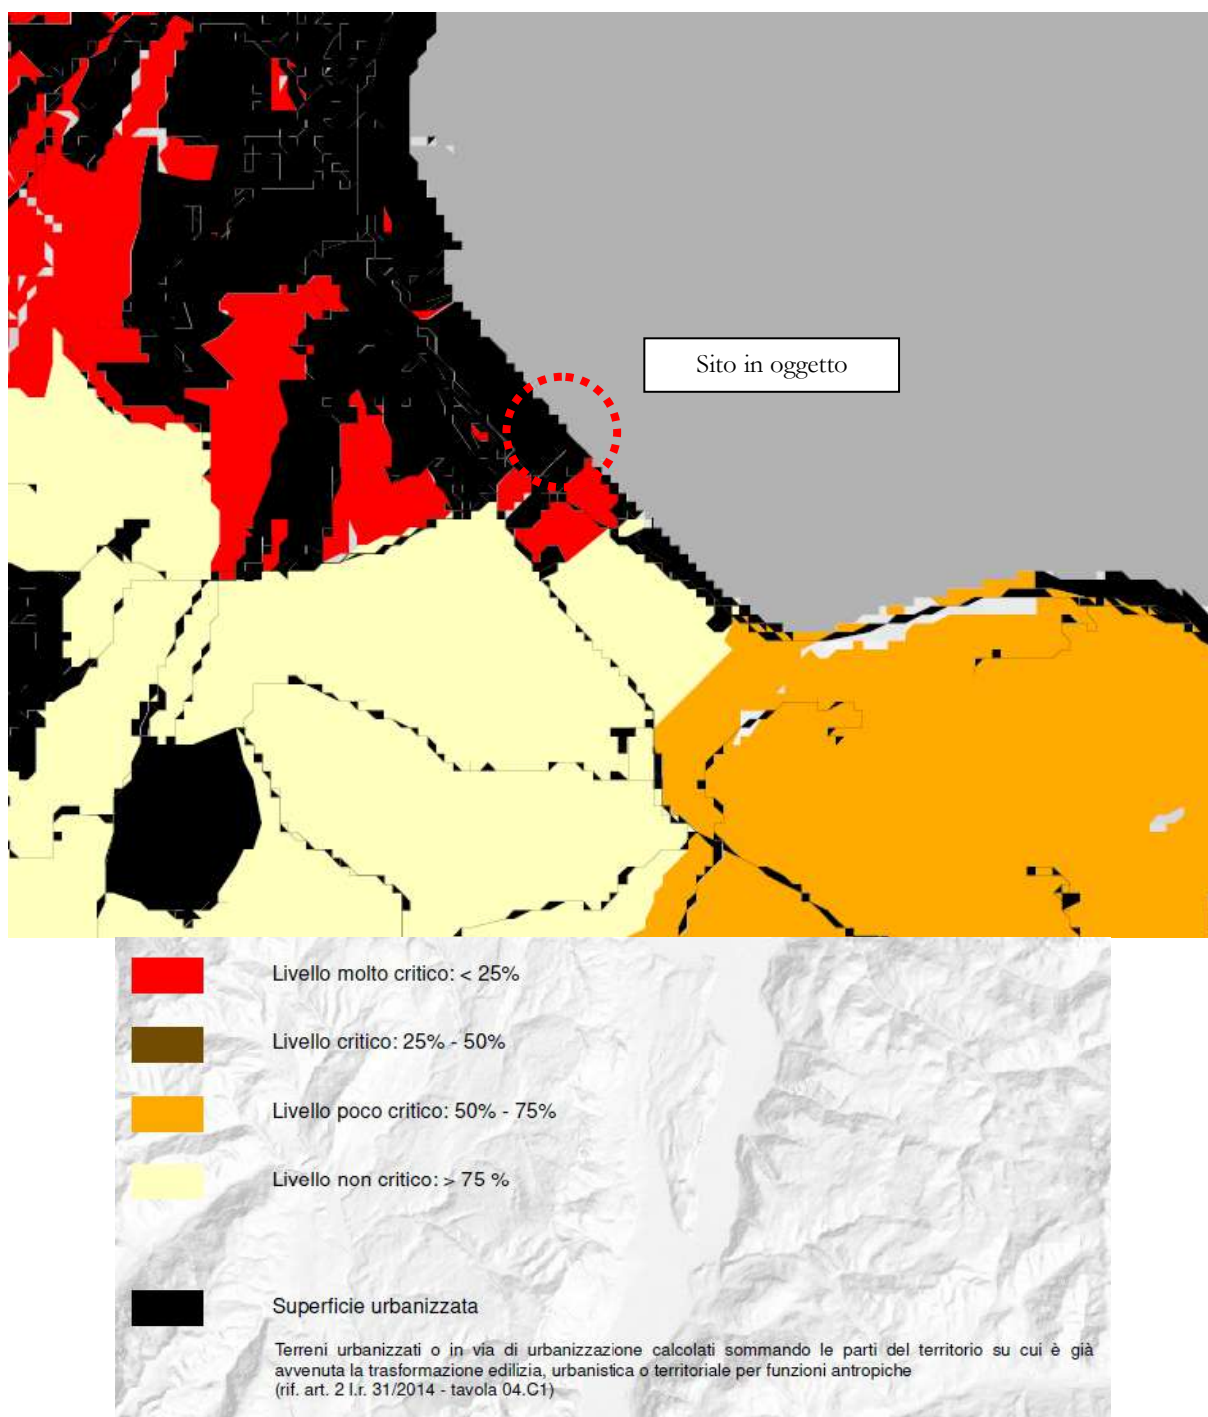 Sito in oggetto
Livello molto critico: < 25%
Livello critico: 25% - 50%
Livello poco critico: 50% - 75%
Livello non critico: > 75 %
Superficie urbanizzata
Terreni urbanizzati o in via di urbanizzazione calcolati sommando le parti del territorio su cui è già
avvenuta la trasformazione edilizia, urbanistica o territoriale per funzioni antropiche
(rif. art. 2 l.r. 31/2014 - tavola 04.C1)